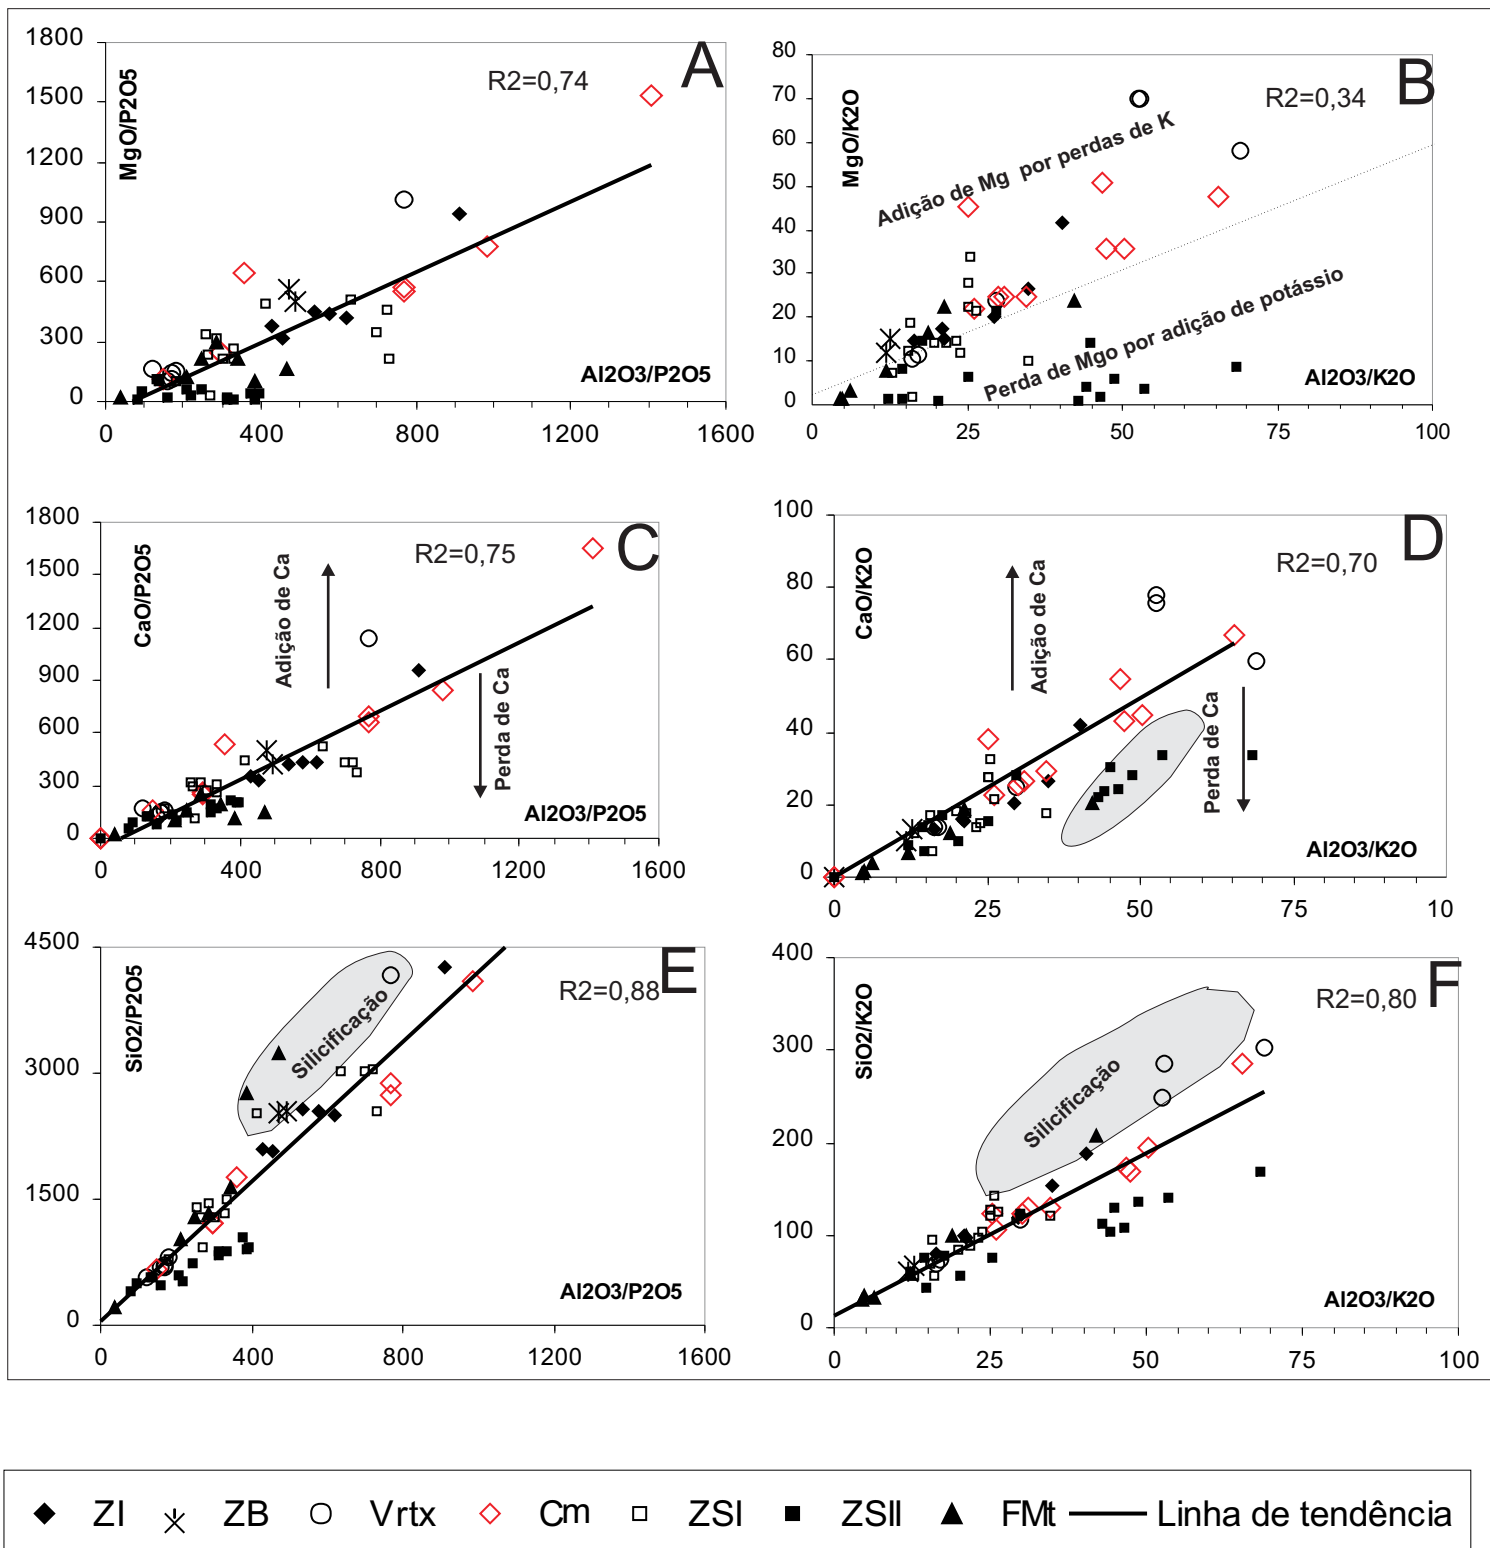 A
R2=0,74
MgO/P2O5
1800
1500
1200
900
600
300
0
Al2O3/P2O5
0 400 800 1200 1600
B
R2=0,34
MgO/K2O
80
70
60
50
40
30
20
10
0
Adição de Mg por perdas de K
Perda de Mgo por adição de potássio
Al2O3/K2O
0 25 50 75 100
C
R2=0,75
CaO/P2O5
1800
1500
1200
900
600
300
0
Adição de Ca
Perda de Ca
Al2O3/P2O5
0 400 800 1200 1600
D
R2=0,70
CaO/K2O
100
80
60
40
20
0
Adição de Ca
Perda de Ca
Al2O3/K2O
0 25 50 75 10
E
R2=0,88
SiO2/P2O5
4500
3000
1500
0
Silicificação
Al2O3/P2O5
0 400 800 1200 1600
F
R2=0,80
SiO2/K2O
400
300
200
100
0
Silicificação
Al2O3/K2O
0 25 50 75 100
ZI ZB Vrtx Cm ZSI ZSII FMt Linha de tendência